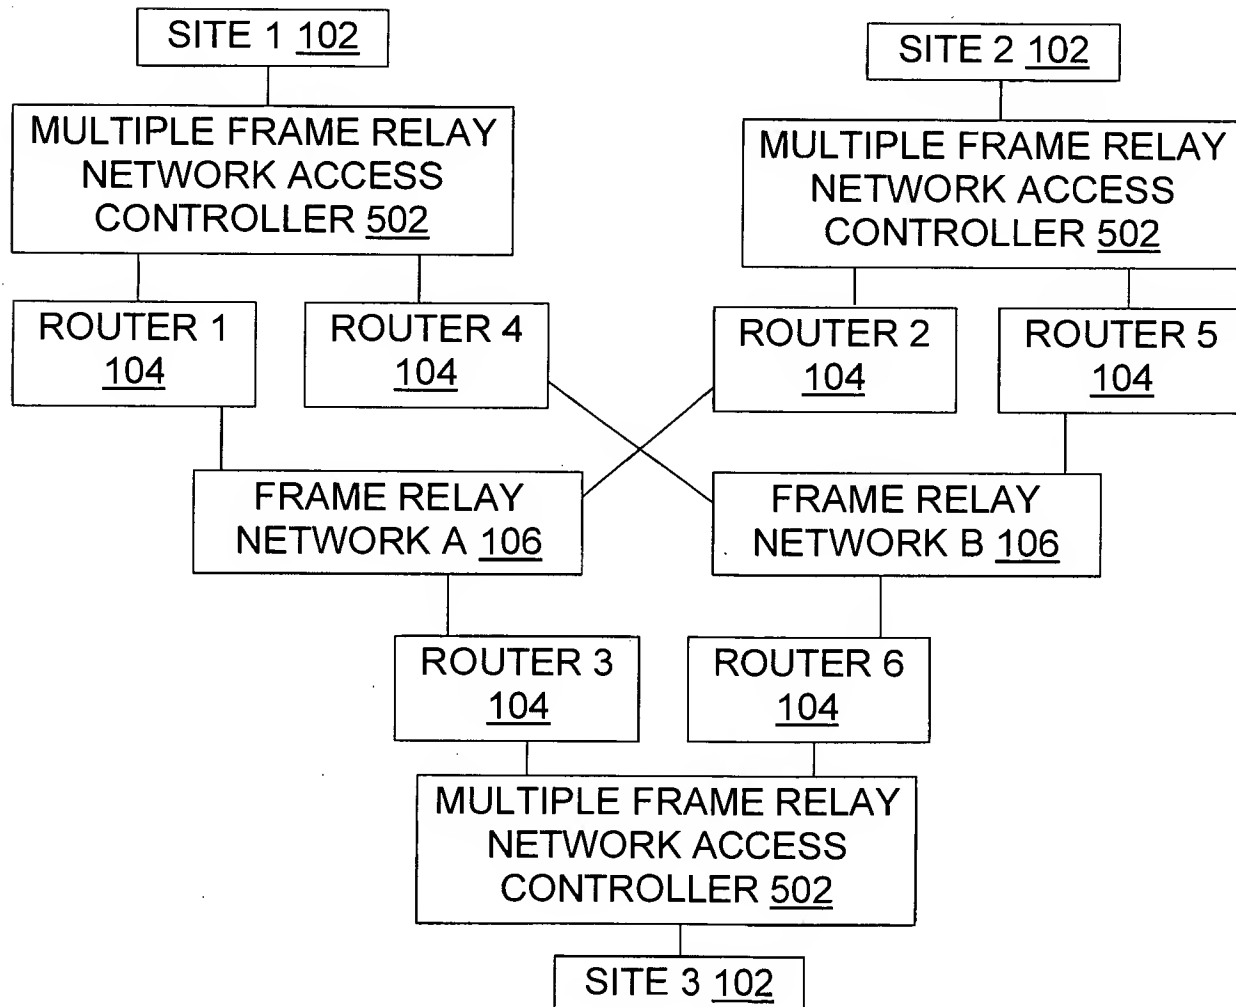 SITE 1 102
SITE 2 102
MULTIPLE FRAME RELAY
NETWORK ACCESS
CONTROLLER 502
MULTIPLE FRAME RELAY
NETWORK ACCESS
CONTROLLER 502
ROUTER 1
104
ROUTER 4
104
ROUTER 2
104
ROUTER 5
104
FRAME RELAY
NETWORK A 106
FRAME RELAY
NETWORK B 106
ROUTER 3
104
ROUTER 6
104
MULTIPLE FRAME RELAY
NETWORK ACCESS
CONTROLLER 502
SITE 3 102